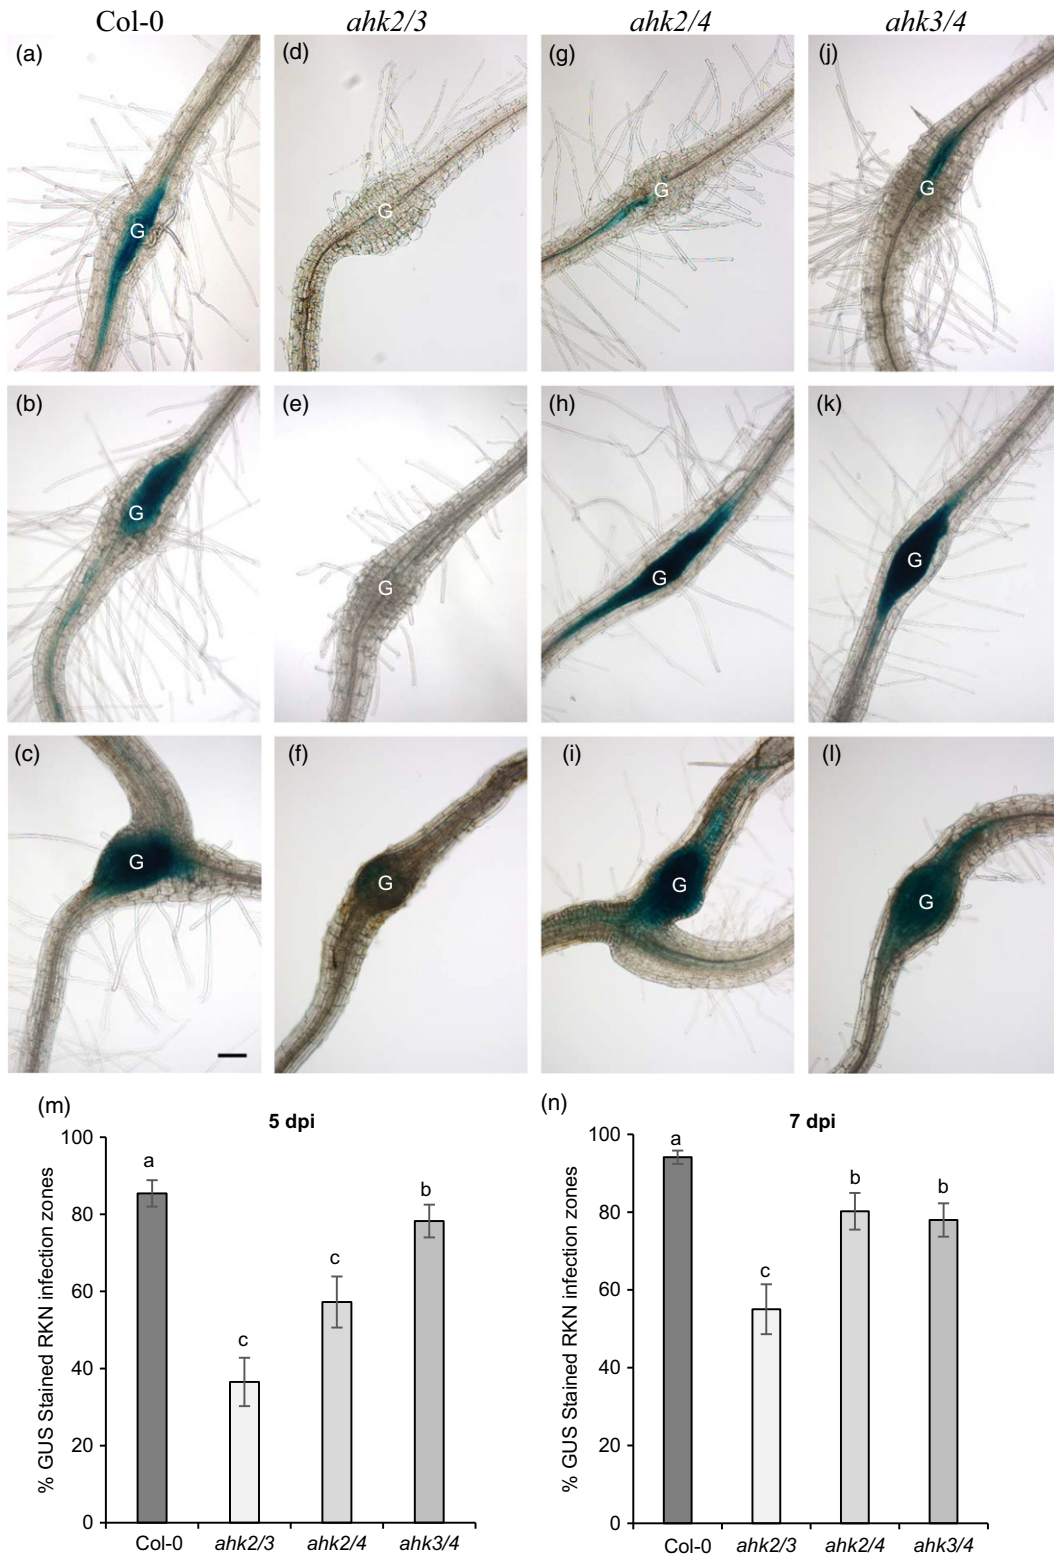 Col-0 ahk2/3 ahk2/4 ahk3/4
(a) (d) (g) (j)
G G G G
(b) (e) (h) (k)
G G G G
(c) (f) (i) (l)
G G G G
(m)
5 dpi
% GUS Stained RKN infection zones
100
80
60
40
20
0
a
c
c
b
Col-0 ahk2/3 ahk2/4 ahk3/4
(n)
7 dpi
% GUS Stained RKN infection zones
100
80
60
40
20
0
a
c
b
b
Col-0 ahk2/3 ahk2/4 ahk3/4